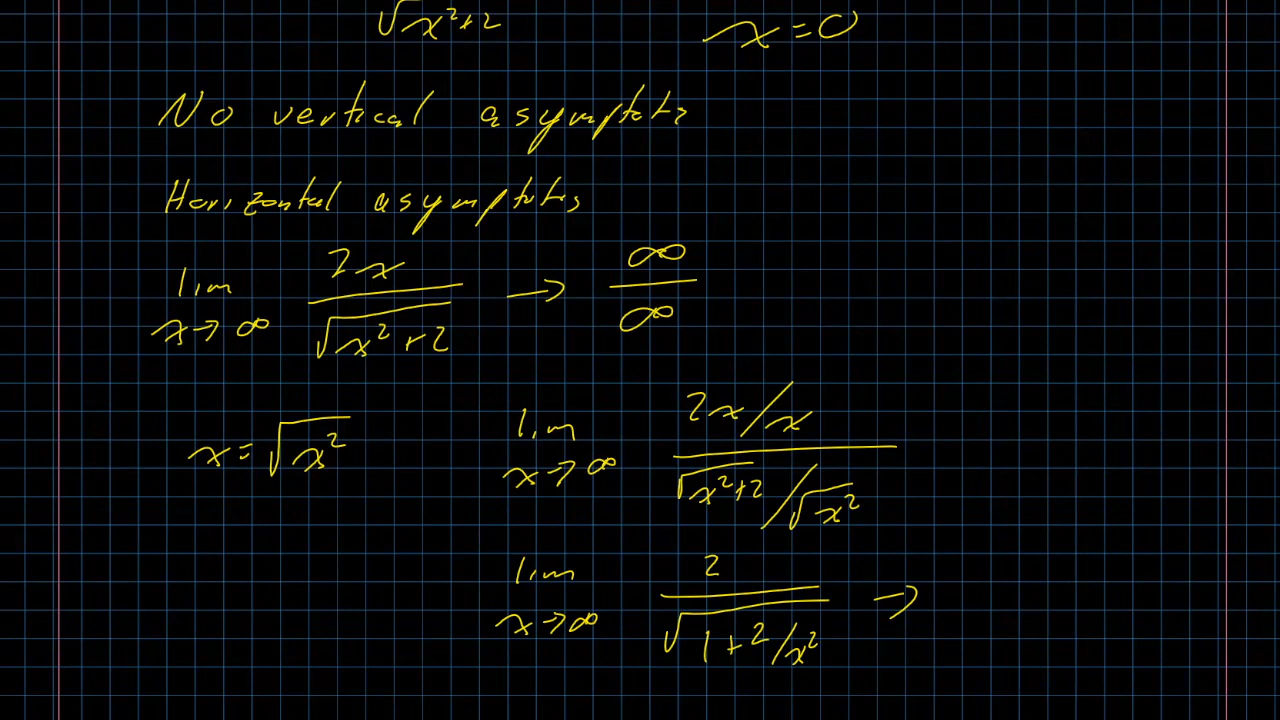 √x²+2 x=0
No vertical asymptots
Horizontal asymptotes
lim x→∞ 2x/√x²+2 → ∞/∞
x=√x² lim x→∞ (2x/x)/(√x²+2/√x²)
lim x→∞ 2/√1+2/x² →